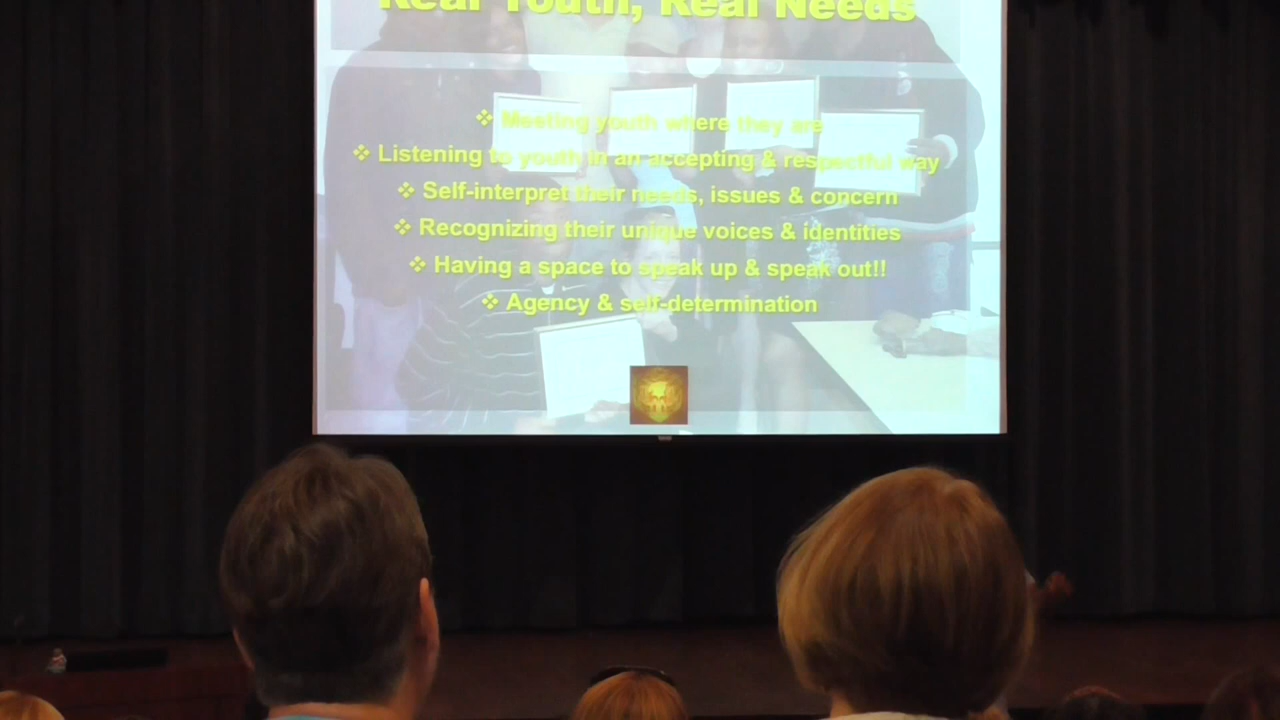 Real Youth, Real Needs
❖ Meeting youth where they are
❖ Listening to youth in an accepting & respectful way
❖ Self-interpret their needs, issues & concern
❖ Recognizing their unique voices & identities
❖ Having a space to speak up & speak out!!
❖ Agency & self-determination